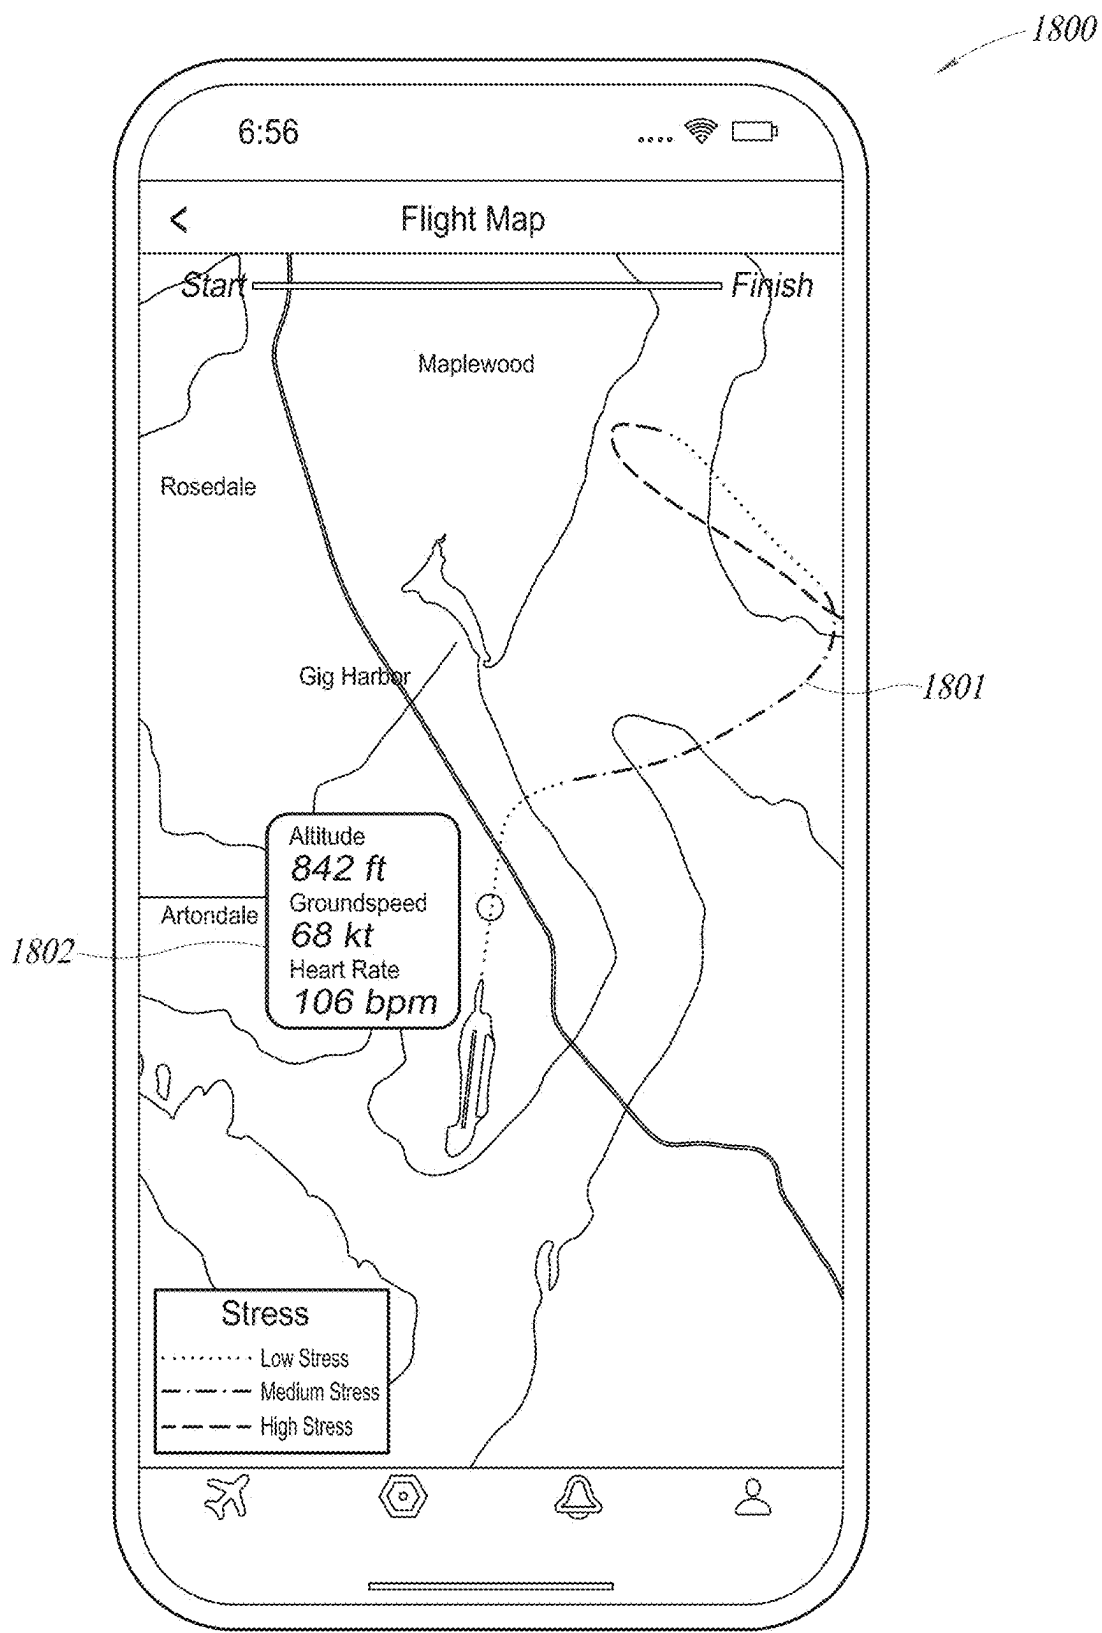 1800
6:56
Flight Map
Start
Finish
Maplewood
Rosedale
Gig Harbor
1801
Altitude
842 ft
Groundspeed
68 kt
Heart Rate
106 bpm
Artondale
1802
Stress
Low Stress
Medium Stress
High Stress